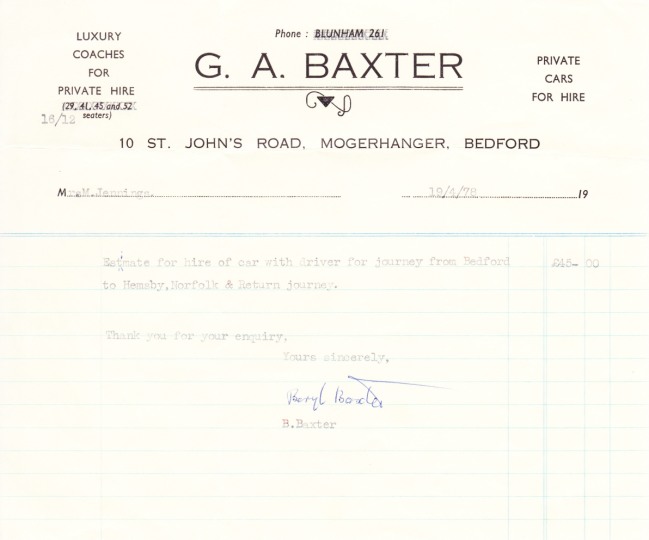 LUXURY
COACHES
FOR
PRIVATE HIRE
(29, 41, 45 and 52
seaters)
16/12
Phone : BLUNHAM 261
G. A. BAXTER
PRIVATE
CARS
FOR HIRE
10 ST. JOHN'S ROAD, MOGERHANGER, BEDFORD
Mrs M.Jennings. 19/4/78 19
Estimate for hire of car with driver for journey from Bedford £45- 00
to Hemsby,Norfolk & Return journey.
Thank you for your enquiry,
Yours sincerely,
Beryl Baxter
B.Baxter